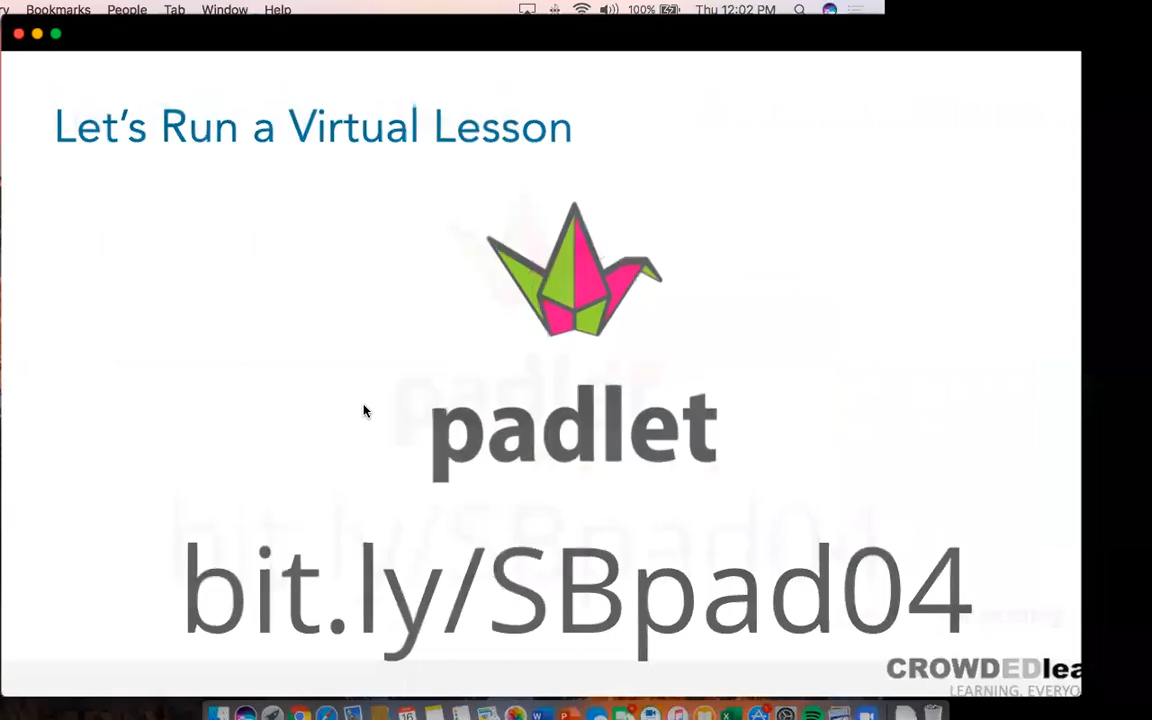 Bookmarks People Tab Window Help 100% Thu 12:02 PM
Let's Run a Virtual Lesson
padlet
bit.ly/SBpad04
CROWDEDlea
LEARNING. EVERYO